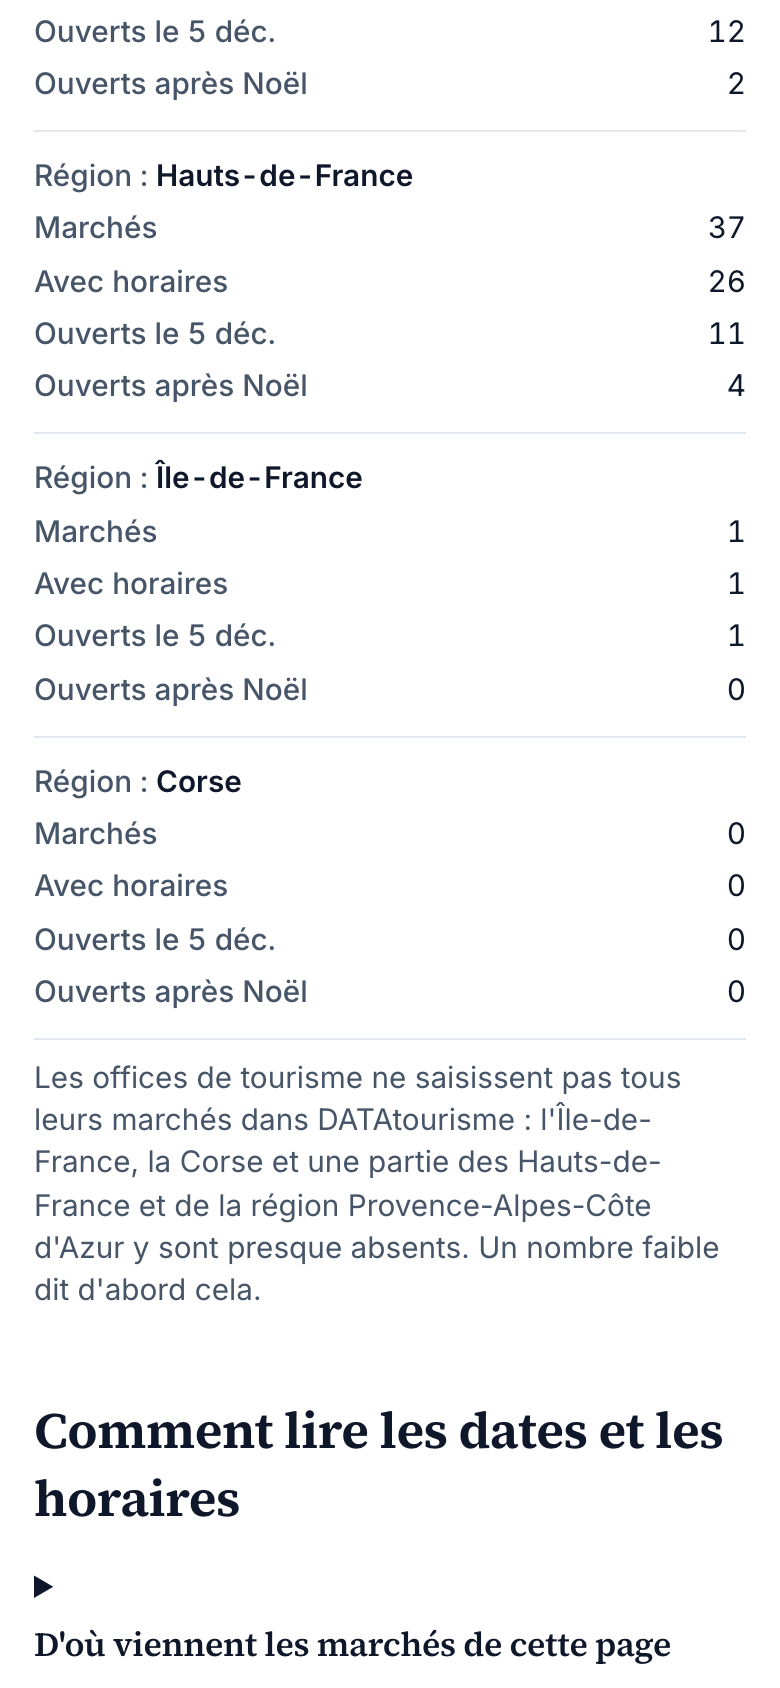 Ouverts le 5 déc. 12
Ouverts après Noël 2
Région : Hauts-de-France
Marchés 37
Avec horaires 26
Ouverts le 5 déc. 11
Ouverts après Noël 4
Région : Île-de-France
Marchés 1
Avec horaires 1
Ouverts le 5 déc. 1
Ouverts après Noël 0
Région : Corse
Marchés 0
Avec horaires 0
Ouverts le 5 déc. 0
Ouverts après Noël 0
Les offices de tourisme ne saisissent pas tous
leurs marchés dans DATAtourisme : l'Île-de-
France, la Corse et une partie des Hauts-de-
France et de la région Provence-Alpes-Côte
d'Azur y sont presque absents. Un nombre faible
dit d'abord cela.
Comment lire les dates et les
horaires
D'où viennent les marchés de cette page